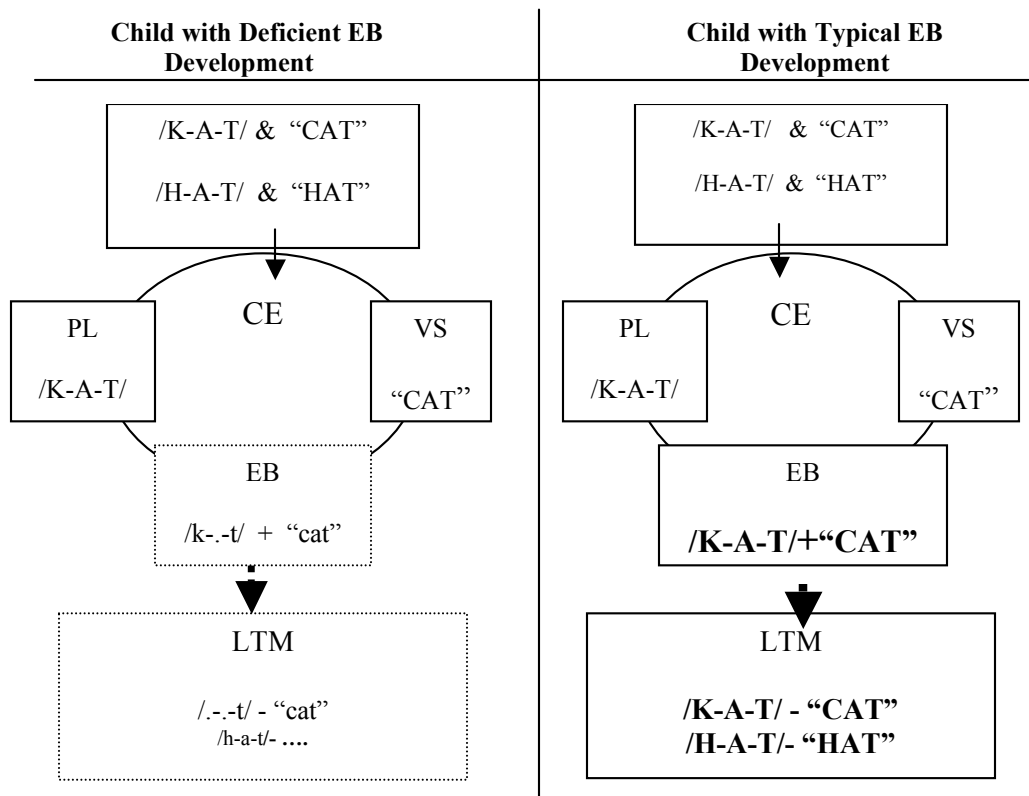 Child with Deficient EB
Development
/K-A-T/ & “CAT”
/H-A-T/ & “HAT”
CE
PL
/K-A-T/
VS
“CAT”
EB
/k-.-t/ + “cat”
LTM
/.-.-t/ - “cat”
/h-a-t/- ….
Child with Typical EB
Development
/K-A-T/ & “CAT”
/H-A-T/ & “HAT”
CE
PL
/K-A-T/
VS
“CAT”
EB
/K-A-T/+“CAT”
LTM
/K-A-T/ - “CAT”
/H-A-T/- “HAT”